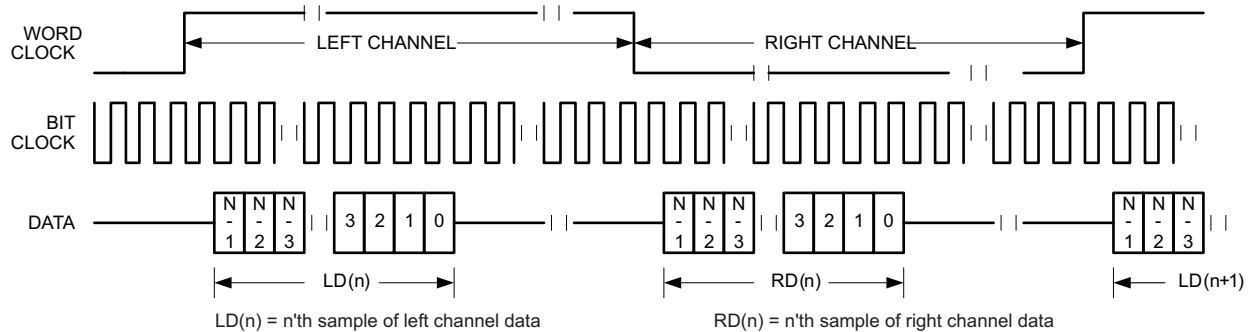 WORD
CLOCK
LEFT CHANNEL
RIGHT CHANNEL
BIT
CLOCK
DATA
N
-
1
N
-
2
N
-
3
3
2
1
0
N
-
1
N
-
2
N
-
3
3
2
1
0
N
-
1
N
-
2
N
-
3
LD(n)
RD(n)
LD(n+1)
LD(n) = n'th sample of left channel data
RD(n) = n'th sample of right channel data